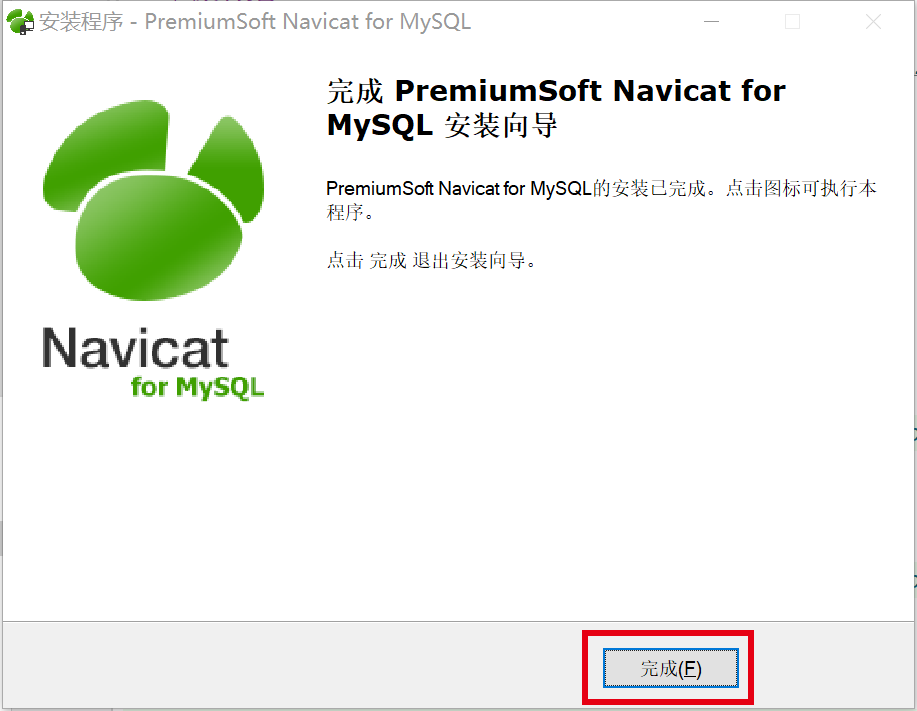 安装程序 - PremiumSoft Navicat for MySQL
完成 PremiumSoft Navicat for
MySQL 安装向导
PremiumSoft Navicat for MySQL的安装已完成。点击图标可执行本
程序。
点击 完成 退出安装向导。
Navicat
for MySQL
完成(F)